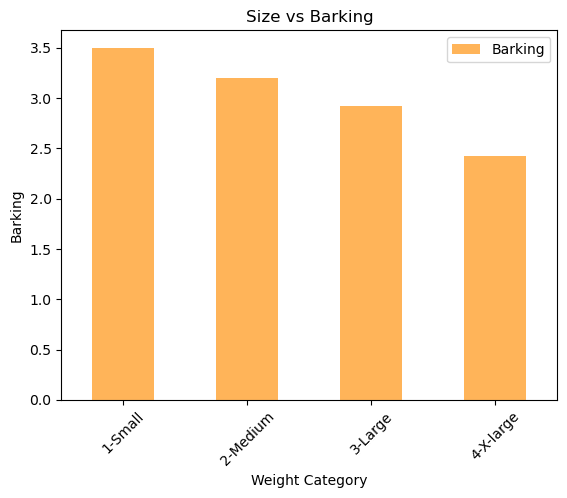 Size vs Barking
Barking
3.5
3.0
2.5
2.0
1.5
1.0
0.5
0.0
Barking
1-Small
2-Medium
3-Large
4-X-large
Weight Category